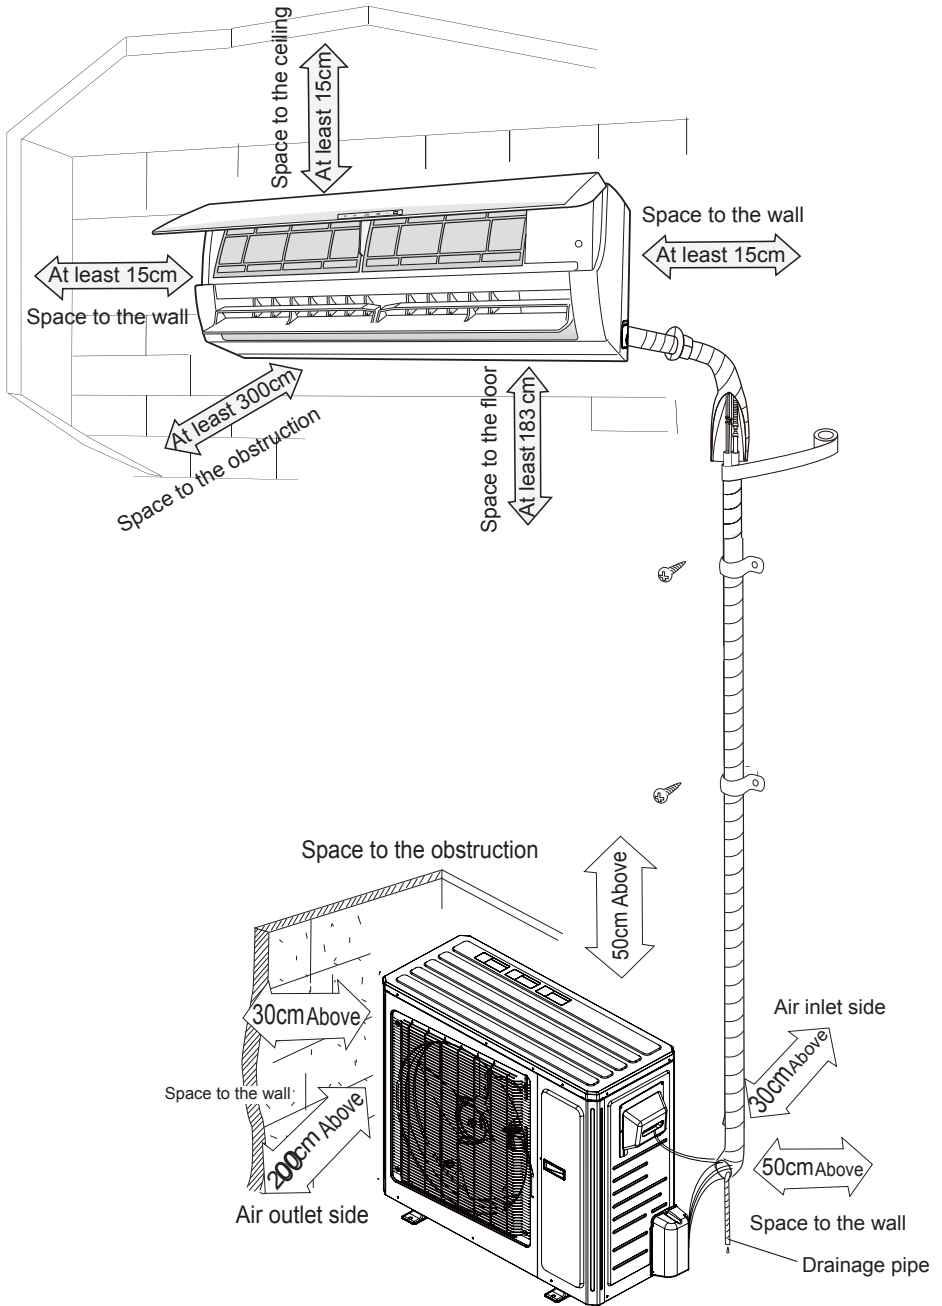 Space to the ceiling
At least 15cm
Space to the wall
At least 15cm
At least 15cm
Space to the wall
At least 300cm
Space to the obstruction
Space to the floor
At least 183 cm
Space to the obstruction
50cm Above
30cm Above
Air inlet side
30cm Above
Space to the wall
200cm Above
50cm Above
Air outlet side
Space to the wall
Drainage pipe